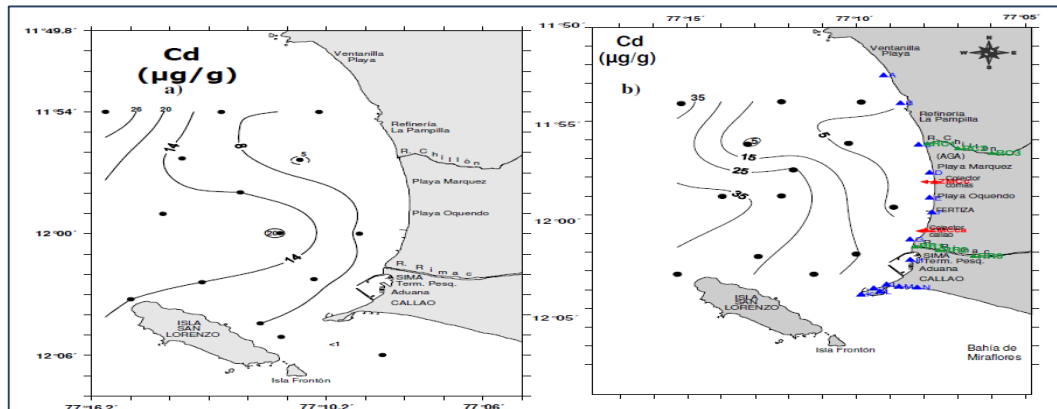 11°49.8´
Cd
(µg/g)
a)
Ventanilla
Playa
26
20
14
8
11°54´
5
Refinería
La Pampilla
R. Chillón
Playa Marquez
Playa Oquendo
12°00´
20
14
R. Rimac
SIMA
Term. Pesq.
Aduana
CALLAO
ISLA
SAN
LORENZO
<1
12°06´
Isla Frontón
77°16.2´
77°10.2´
77°06´
77°15´
77°10´
77°05´
11°50´
Cd
(µg/g)
b)
Ventanilla
Playa
N
W
E
S
A
35
B
Refinería
La Pampilla
11°55´
5
5
R. Chillón
RO3
(AGA)
15
Playa Marquez
25
D
Colector
comas
35
E
Playa Oquendo
FERTIZA
12°00´
Colector
callao
G
R. Rimac
SIMA
Term. Pesq.
Aduana
CALLAO
N
ISLA
SAN
LORENZO
12°05´
Isla Frontón
Bahía de
Miraflores